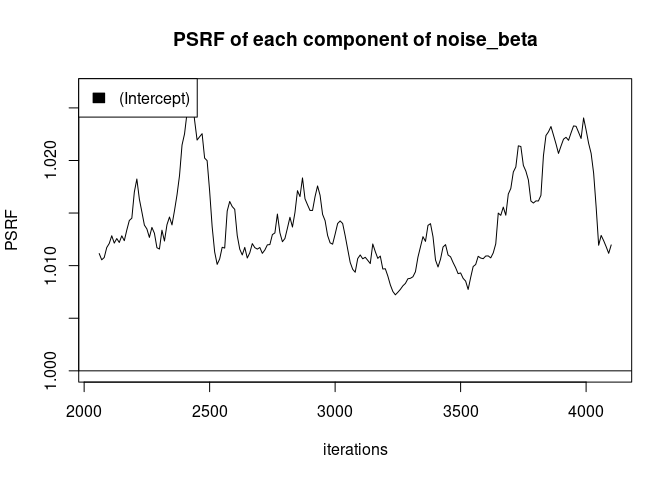 PSRF of each component of noise_beta
(Intercept)
1.020
1.010
1.000
PSRF
2000 2500 3000 3500 4000
iterations